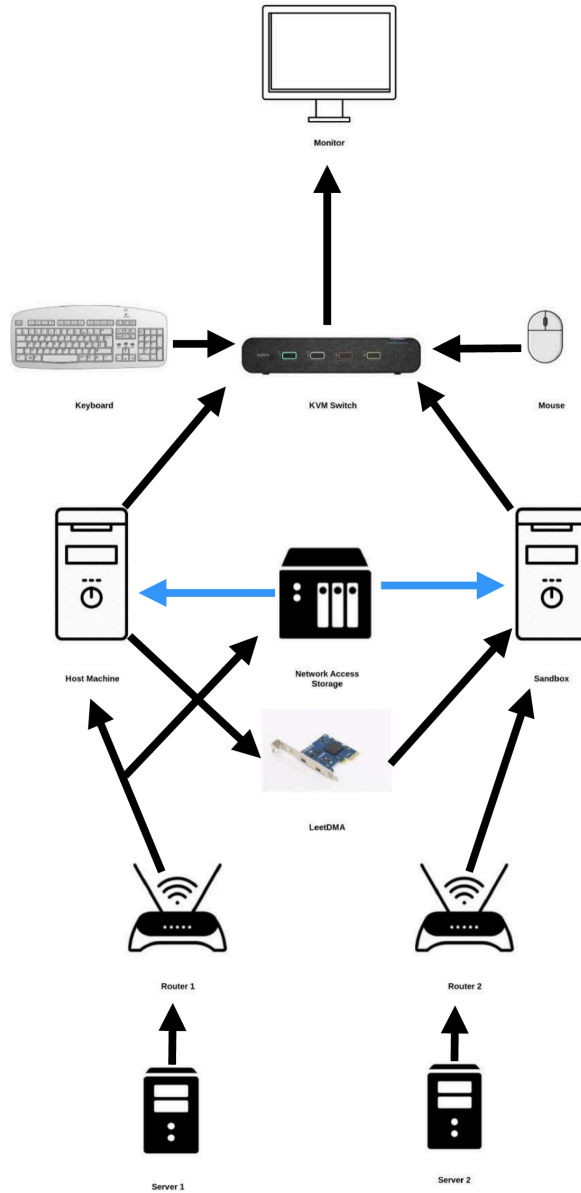 Monitor
Keyboard
KVM Switch
Mouse
Host Machine
Network Access
Storage
Sandbox
LeetDMA
Router 1
Router 2
Server 1
Server 2